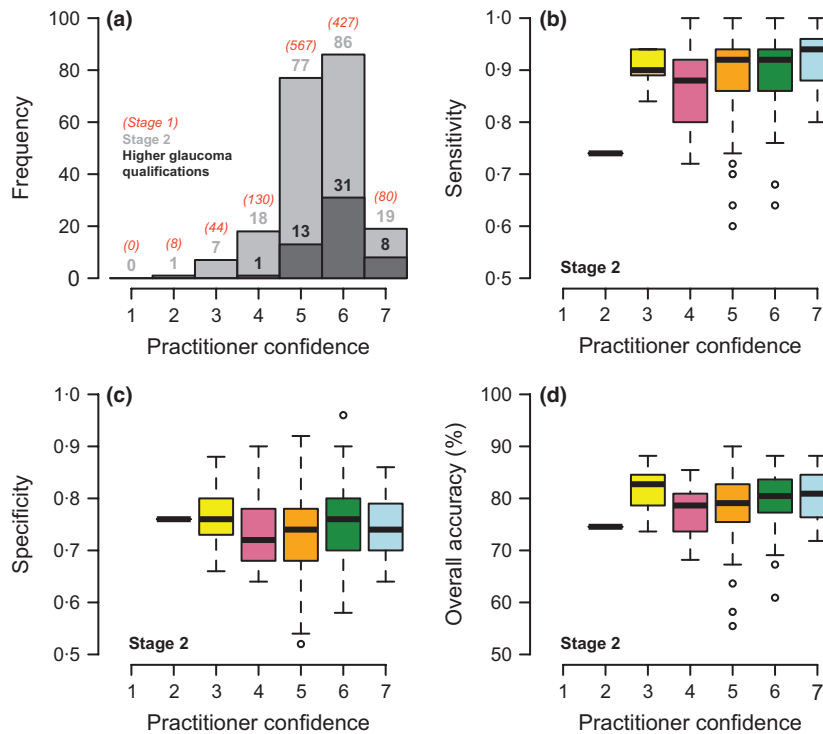 (a)
(567)
(427)
100
86
77
80
60
40
20
0
Frequency
(Stage 1)
Stage 2
Higher glaucoma
qualifications
(0)
0
(8)
1
(44)
7
(130)
18
1
13
31
(80)
19
8
1 2 3 4 5 6 7
Practitioner confidence
(b)
1·0
0·9
0·8
0·7
0·6
0·5
Sensitivity
Stage 2
1 2 3 4 5 6 7
Practitioner confidence
(c)
1·0
0·9
0·8
0·7
0·6
0·5
Specificity
Stage 2
1 2 3 4 5 6 7
Practitioner confidence
(d)
100
90
80
70
60
50
Overall accuracy (%)
Stage 2
1 2 3 4 5 6 7
Practitioner confidence